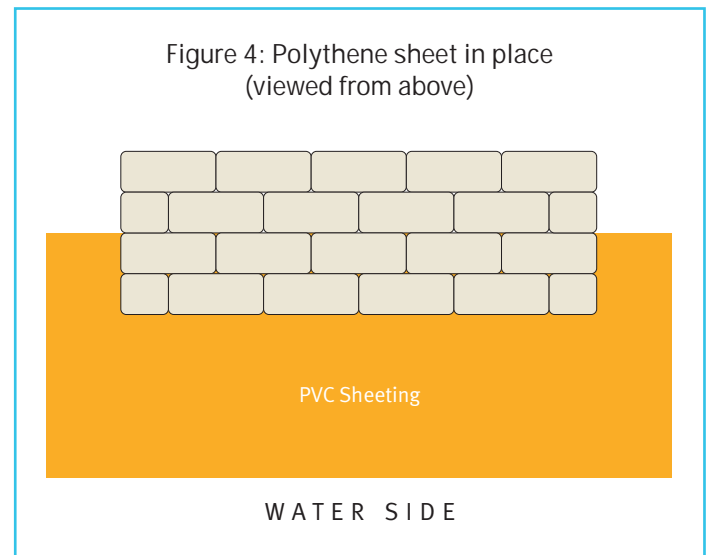 Figure 4: Polythene sheet in place
(viewed from above)
PVC Sheeting
WATER SIDE